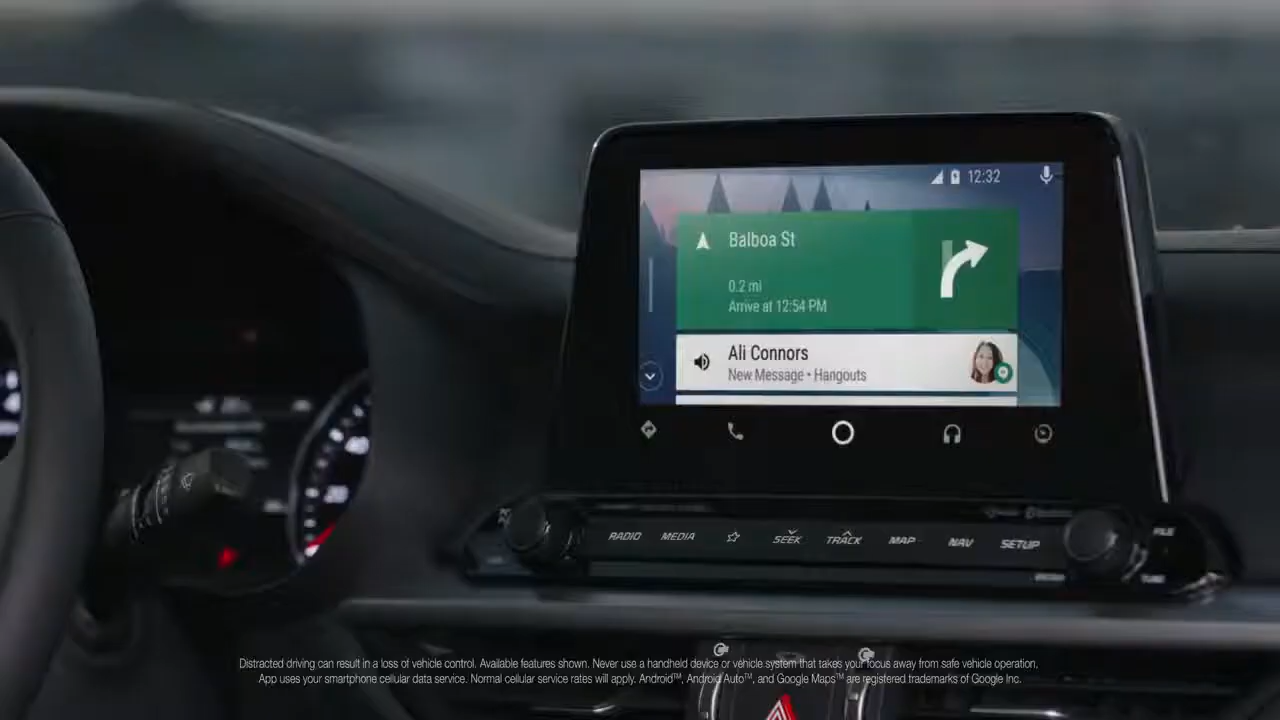 12:32
Balboa St
0.2 mi
Arrive at 12:54 PM
Ali Connors
New Message • Hangouts
RADIO MEDIA SEEK TRACK MAP NAV SETUP
FILE
TUNE
Distracted driving can result in a loss of vehicle control. Available features shown. Never use a handheld device or vehicle system that takes your focus away from safe vehicle operation.
App uses your smartphone cellular data service. Normal cellular service rates will apply. Android™, Android Auto™, and Google Maps™ are registered trademarks of Google Inc.